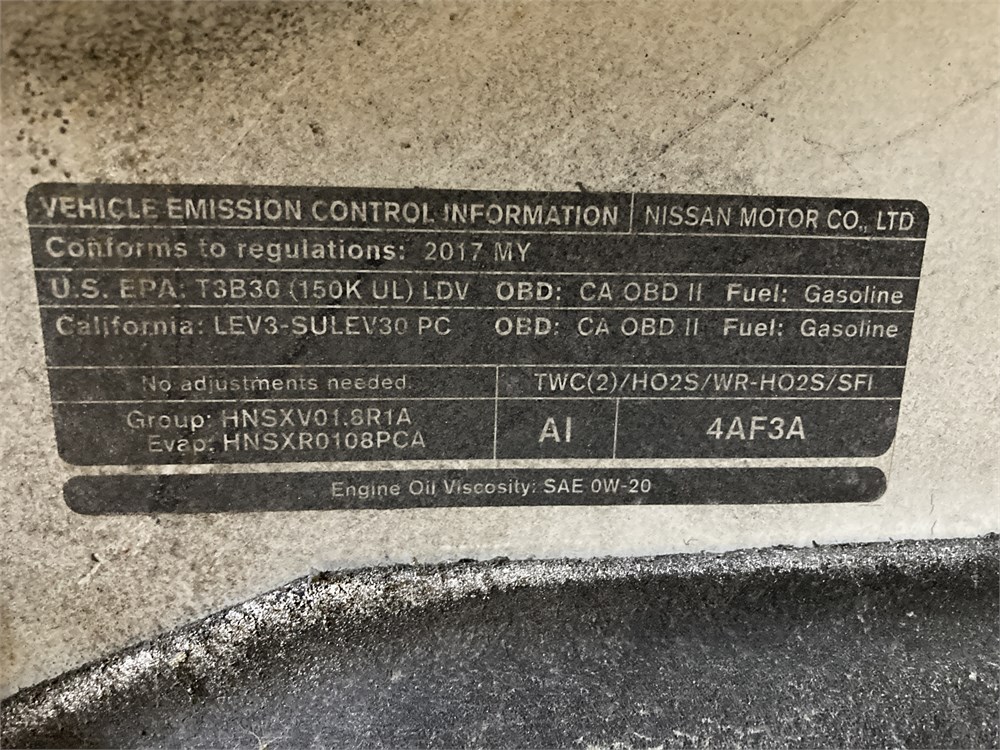 VEHICLE EMISSION CONTROL INFORMATION NISSAN MOTOR CO., LTD
Conforms to regulations: 2017 MY
U.S. EPA: T3B30 (150K UL) LDV OBD: CA OBD II Fuel: Gasoline
California: LEV3-SULEV30 PC OBD: CA OBD II Fuel: Gasoline
No adjustments needed. TWC(2)/HO2S/WR-HO2S/SFI
Group: HNSXV01.8R1A
Evap: HNSXR0108PCA
AI 4AF3A
Engine Oil Viscosity: SAE 0W-20